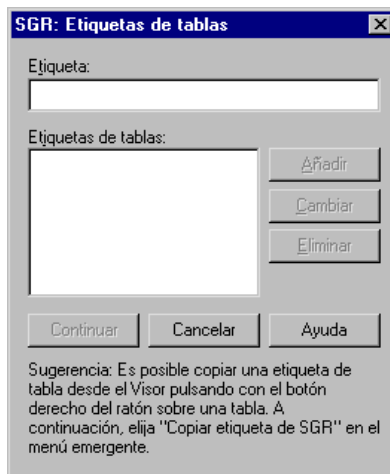 SGR: Etiquetas de tablas
Etiqueta:
Etiquetas de tablas:
Añadir
Cambiar
Eliminar
Continuar
Cancelar
Ayuda
Sugerencia: Es posible copiar una etiqueta de
tabla desde el Visor pulsando con el botón
derecho del ratón sobre una tabla. A
continuación, elija "Copiar etiqueta de SGR" en el
menú emergente.